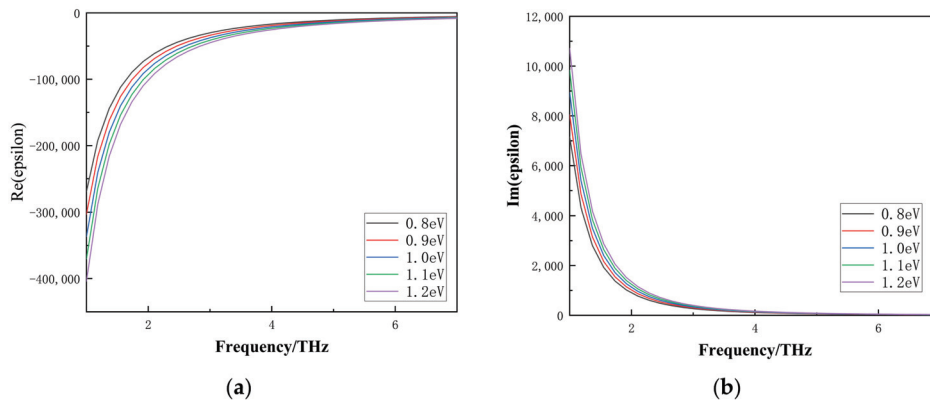 0
-100,000
-200,000
-300,000
-400,000
Re(epsilon)
0.8eV
0.9eV
1.0eV
1.1eV
1.2eV
2
4
6
Frequency/THz
(a)
12,000
10,000
8,000
6,000
4,000
2,000
0
Im(epsilon)
0.8eV
0.9eV
1.0eV
1.1eV
1.2eV
2
4
6
Frequency/THz
(b)